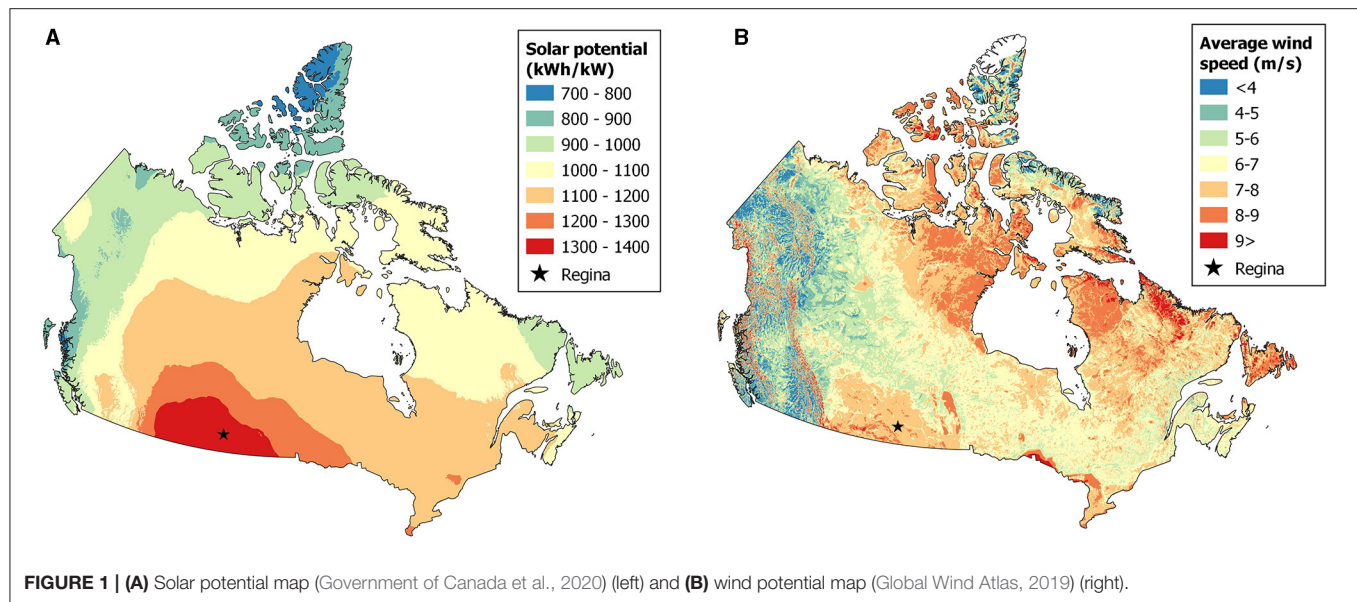 A
Solar potential
(kWh/kW)
700 - 800
800 - 900
900 - 1000
1000 - 1100
1100 - 1200
1200 - 1300
1300 - 1400
Regina
B
Average wind
speed (m/s)
<4
4-5
5-6
6-7
7-8
8-9
9>
Regina
FIGURE 1 | (A) Solar potential map (Government of Canada et al., 2020) (left) and (B) wind potential map (Global Wind Atlas, 2019) (right).